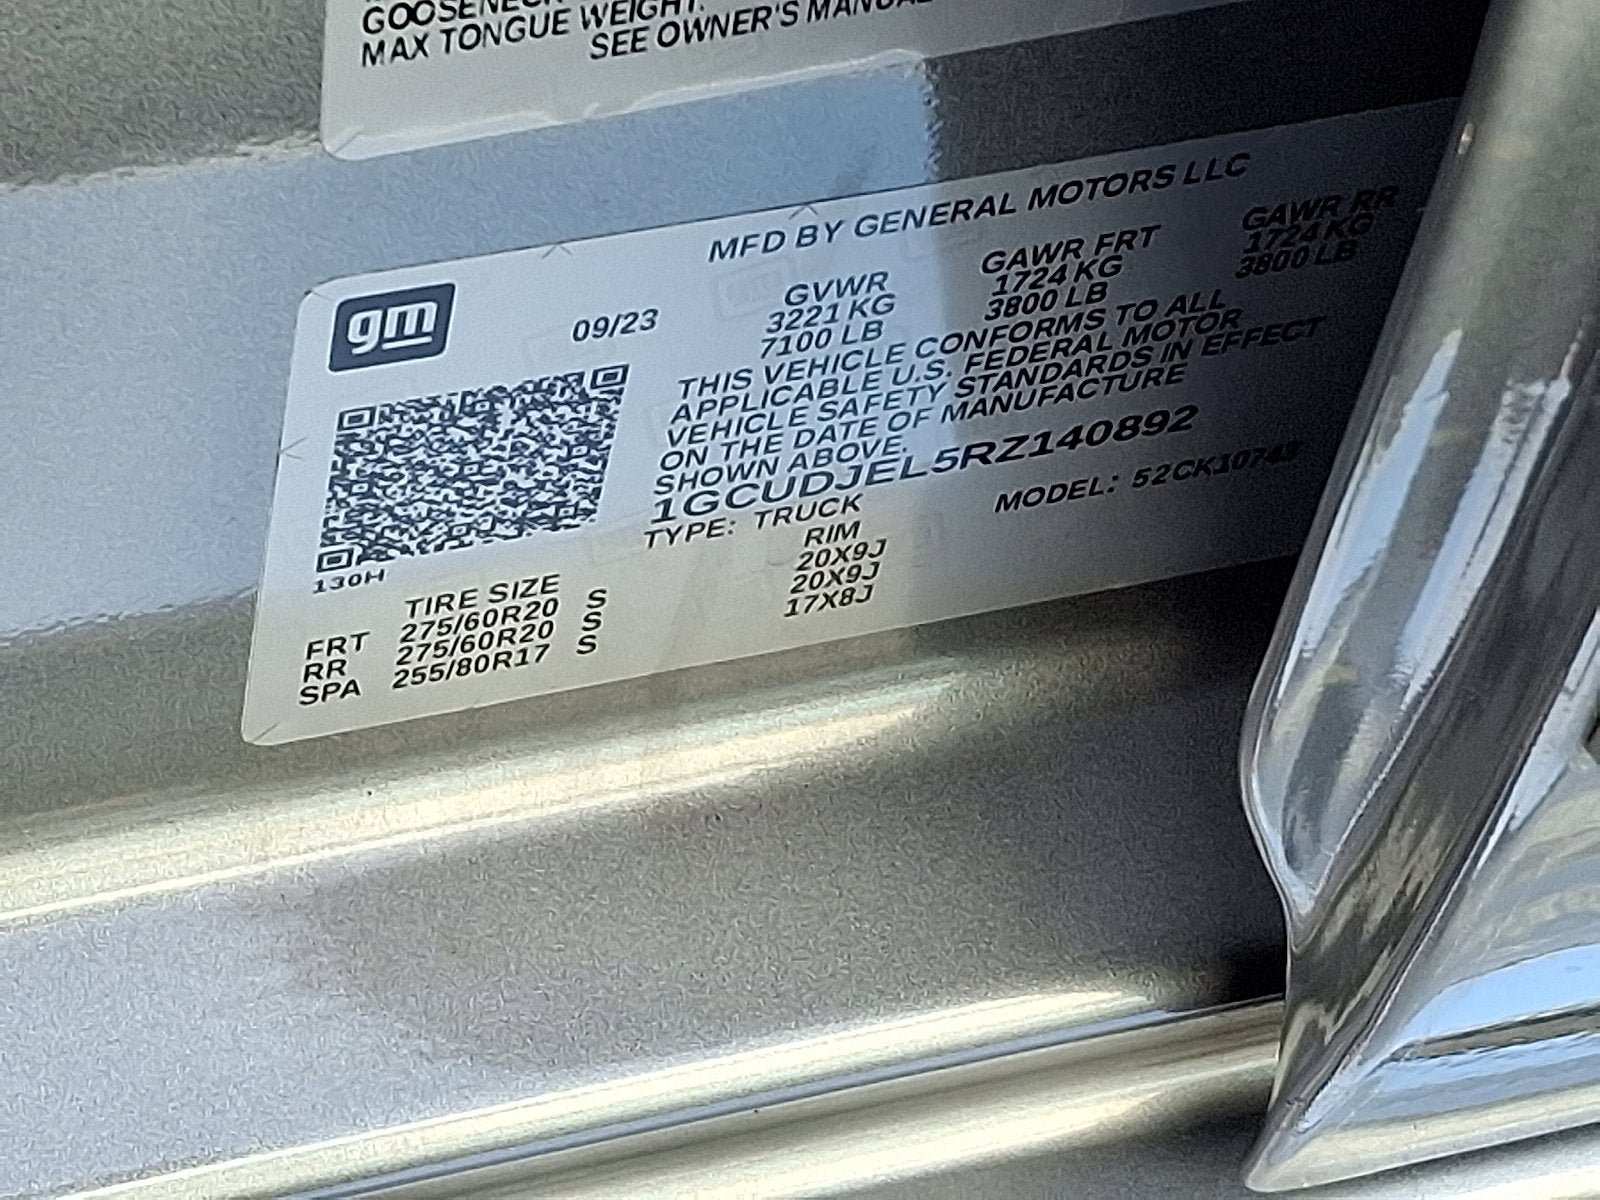 GOOSENECK
MAX TONGUE WEIGHT:
SEE OWNER'S MANUAL
MFD BY GENERAL MOTORS LLC
gm
09/23
GVWR GAWR FRT GAWR RR
3221 KG 1724 KG 1724 KG
7100 LB 3800 LB 3800 LB
THIS VEHICLE CONFORMS TO ALL
APPLICABLE U.S. FEDERAL MOTOR
VEHICLE SAFETY STANDARDS IN EFFECT
ON THE DATE OF MANUFACTURE
SHOWN ABOVE.
1GCUDJEL5RZ140892
TYPE: TRUCK MODEL: 52CK10743
130H
TIRE SIZE RIM
FRT 275/60R20 S 20X9J
RR 275/60R20 S 20X9J
SPA 255/80R17 S 17X8J